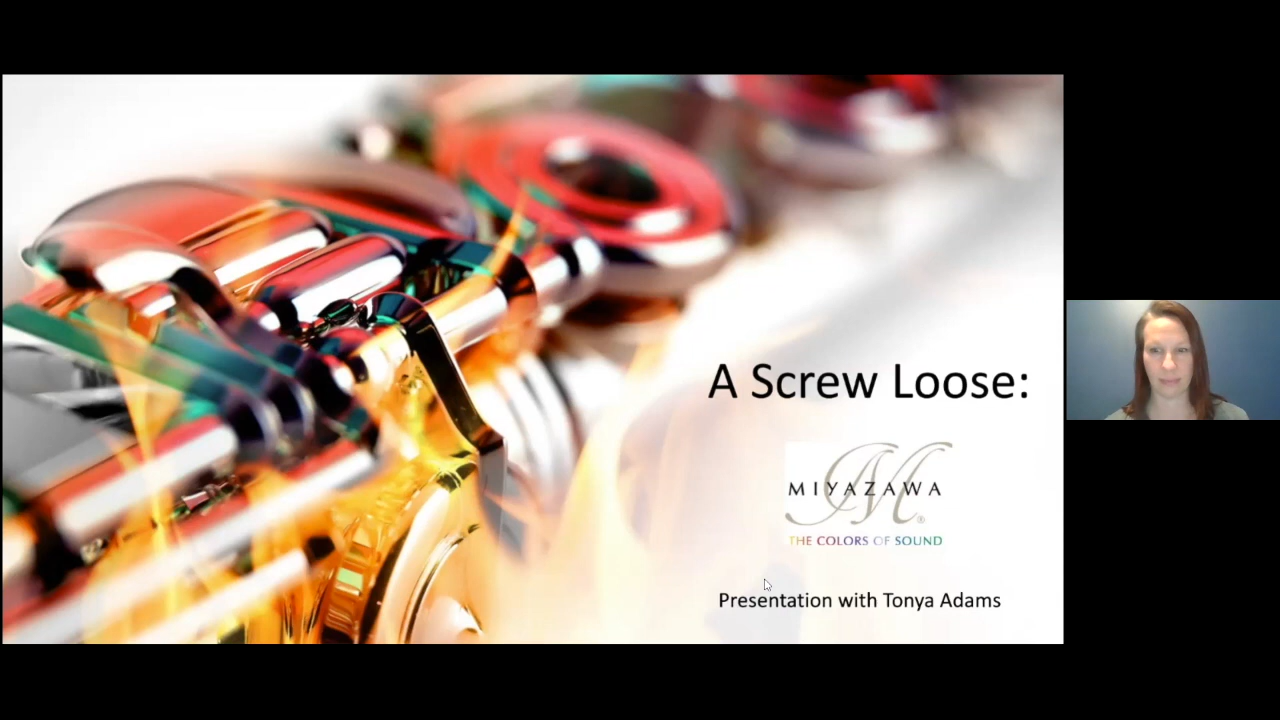 A Screw Loose:
MIYAZAWA
M
®
THE COLORS OF SOUND
Presentation with Tonya Adams